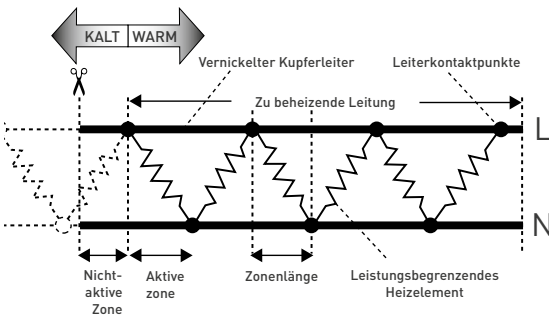 KALT WARM
Vernickelter Kupferleiter
Leiterkontaktpunkte
Zu beheizende Leitung
L
N
Nicht-
aktive
Zone
Aktive
zone
Zonenlänge
Leistungsbegrenzendes
Heizelement